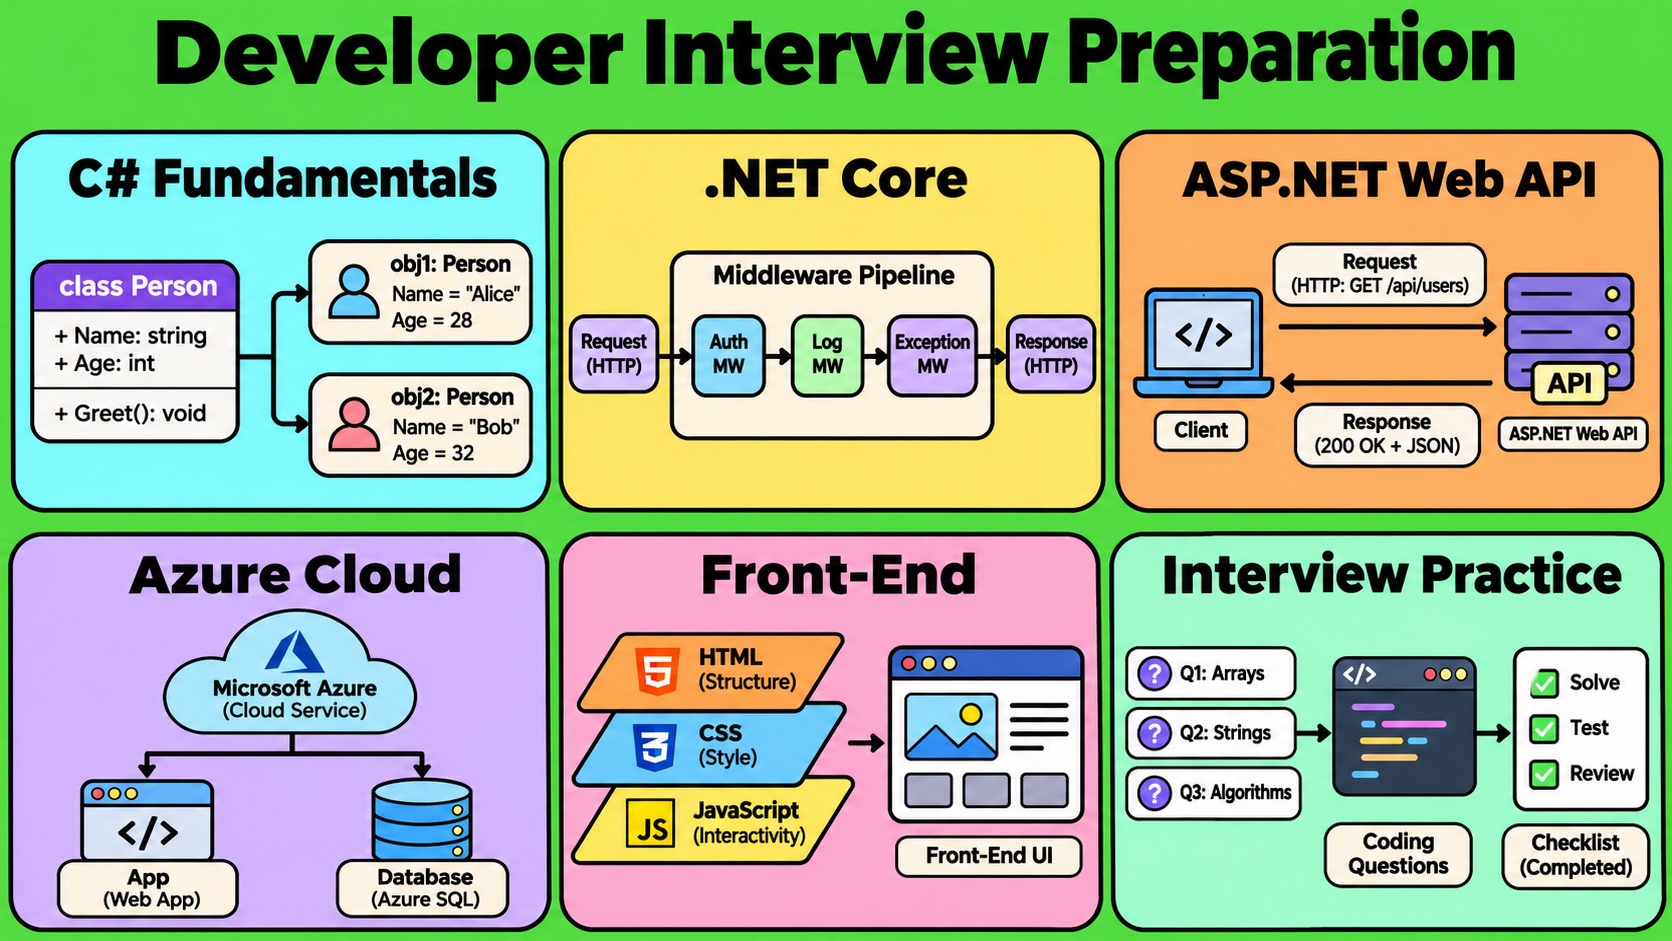 Developer Interview Preparation
C# Fundamentals
class Person
+ Name: string
+ Age: int
+ Greet(): void
obj1: Person
Name = "Alice"
Age = 28
obj2: Person
Name = "Bob"
Age = 32
.NET Core
Middleware Pipeline
Request
(HTTP)
Auth
MW
Log
MW
Exception
MW
Response
(HTTP)
ASP.NET Web API
Request
(HTTP: GET /api/users)
</>
Client
API
ASP.NET Web API
Response
(200 OK + JSON)
Azure Cloud
Microsoft Azure
(Cloud Service)
</>
App
(Web App)
Database
(Azure SQL)
Front-End
5
HTML
(Structure)
3
CSS
(Style)
JS
JavaScript
(Interactivity)
Front-End UI
Interview Practice
? Q1: Arrays
? Q2: Strings
? Q3: Algorithms
</>
Coding
Questions
Solve
Test
Review
Checklist
(Completed)